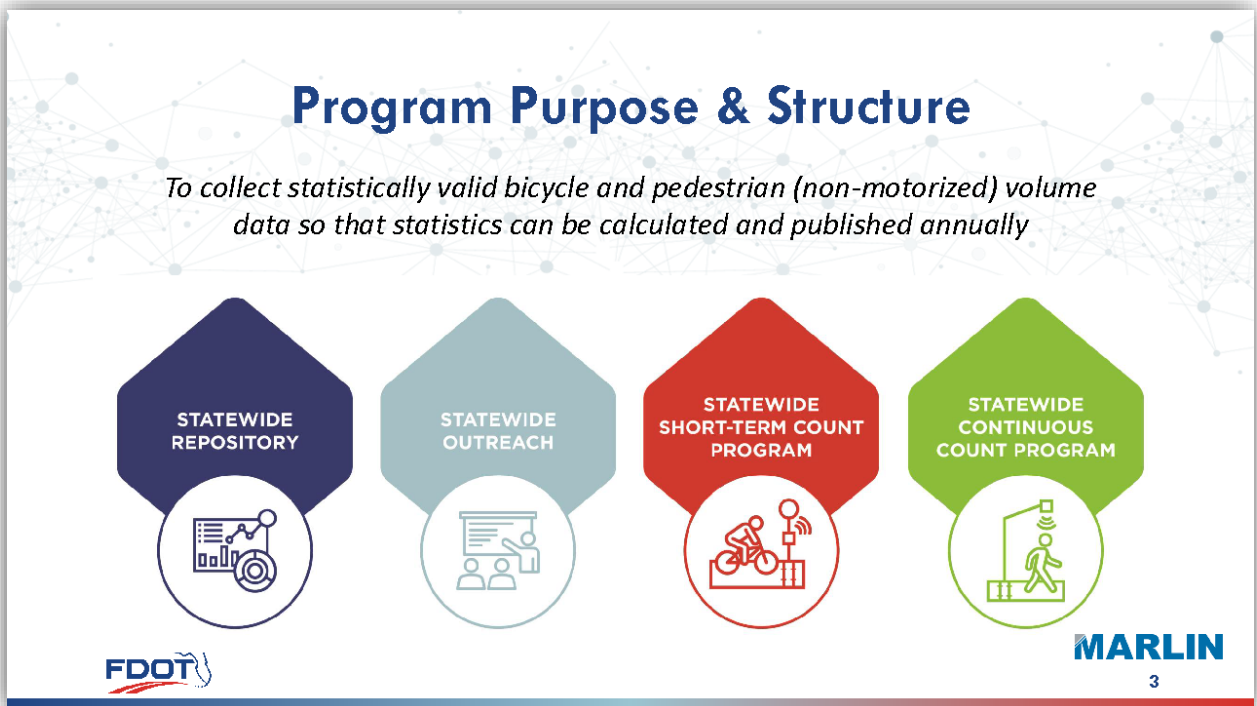 Program Purpose & Structure
To collect statistically valid bicycle and pedestrian (non-motorized) volume
data so that statistics can be calculated and published annually
STATEWIDE
REPOSITORY
STATEWIDE
OUTREACH
STATEWIDE
SHORT-TERM COUNT
PROGRAM
STATEWIDE
CONTINUOUS
COUNT PROGRAM
FDOT
MARLIN
3